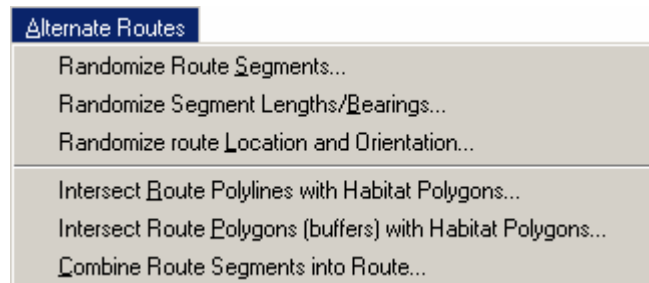 Alternate Routes
Randomize Route Segments...
Randomize Segment Lengths/Bearings...
Randomize route Location and Orientation...
Intersect Route Polylines with Habitat Polygons...
Intersect Route Polygons (buffers) with Habitat Polygons...
Combine Route Segments into Route...